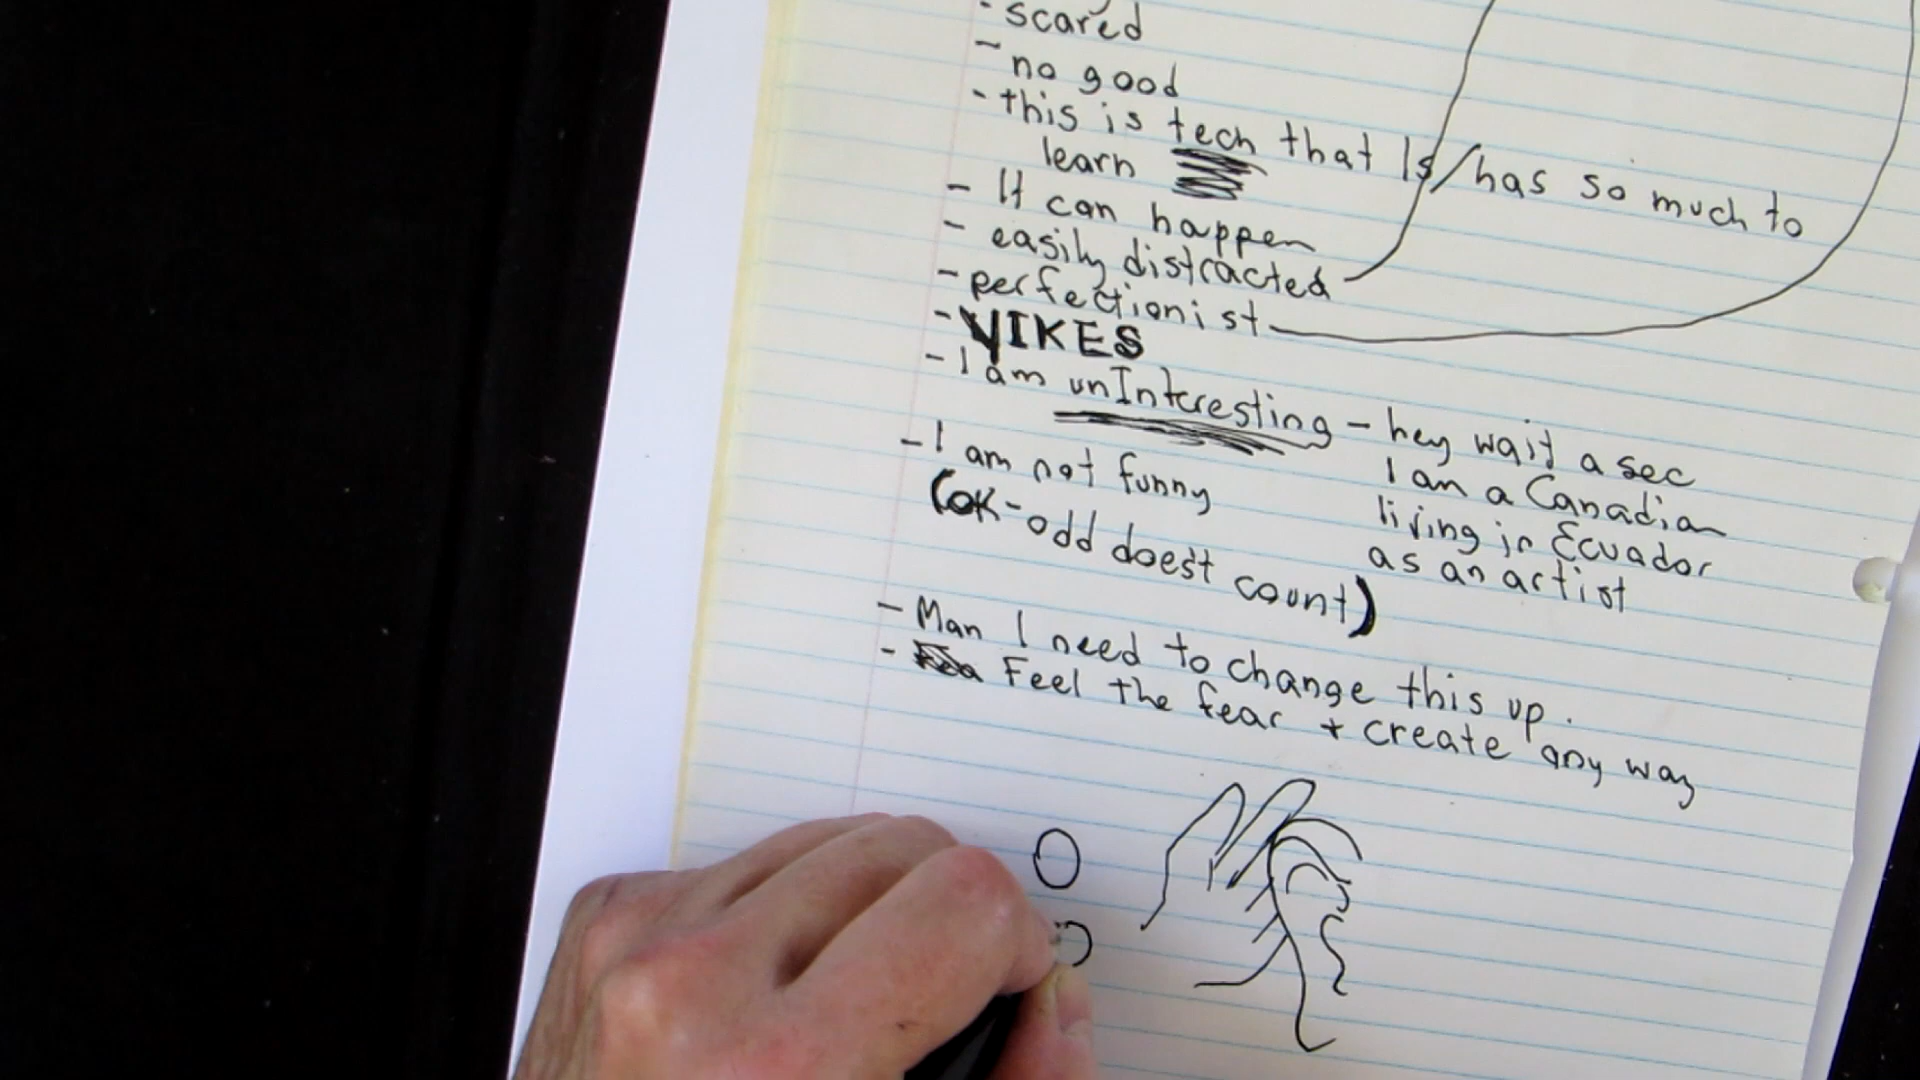 - scared
- no good
- this is tech that Is/has so much to
learn
- It can happen
- easily distracted
- perfectionist
- YIKES
- I am unInteresting - hey wait a sec
I am a Canadian
living in Ecuador
as an artist
- I am not funny
(OK - odd doest count)
- Man I need to change this up.
- Feel the fear + create any way